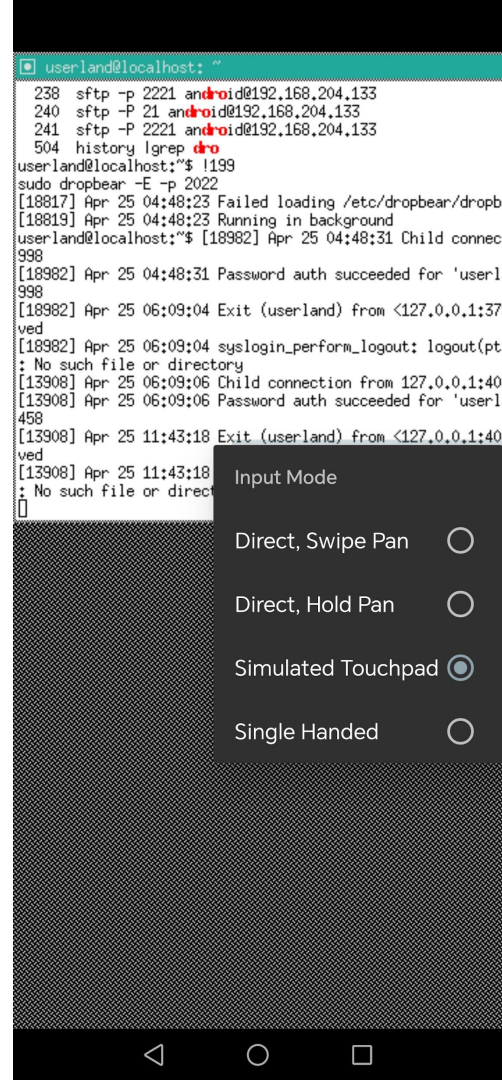 userland@localhost: ~
238 sftp -p 2221 android@192.168.204.133
240 sftp -P 21 android@192.168.204.133
241 sftp -P 2221 android@192.168.204.133
504 history |grep dro
userland@localhost:~$ !199
sudo dropbear -E -p 2022
[18817] Apr 25 04:48:23 Failed loading /etc/dropbear/dropb
[18819] Apr 25 04:48:23 Running in background
userland@localhost:~$ [18982] Apr 25 04:48:31 Child connec
998
[18982] Apr 25 04:48:31 Password auth succeeded for 'userl
998
[18982] Apr 25 06:09:04 Exit (userland) from <127.0.0.1:37
ved
[18982] Apr 25 06:09:04 syslogin_perform_logout: logout(pt
: No such file or directory
[13908] Apr 25 06:09:06 Child connection from 127.0.0.1:40
[13908] Apr 25 06:09:06 Password auth succeeded for 'userl
458
[13908] Apr 25 11:43:18 Exit (userland) from <127.0.0.1:40
ved
[13908] Apr 25 11:43:18
: No such file or direct
Input Mode
Direct, Swipe Pan
Direct, Hold Pan
Simulated Touchpad
Single Handed